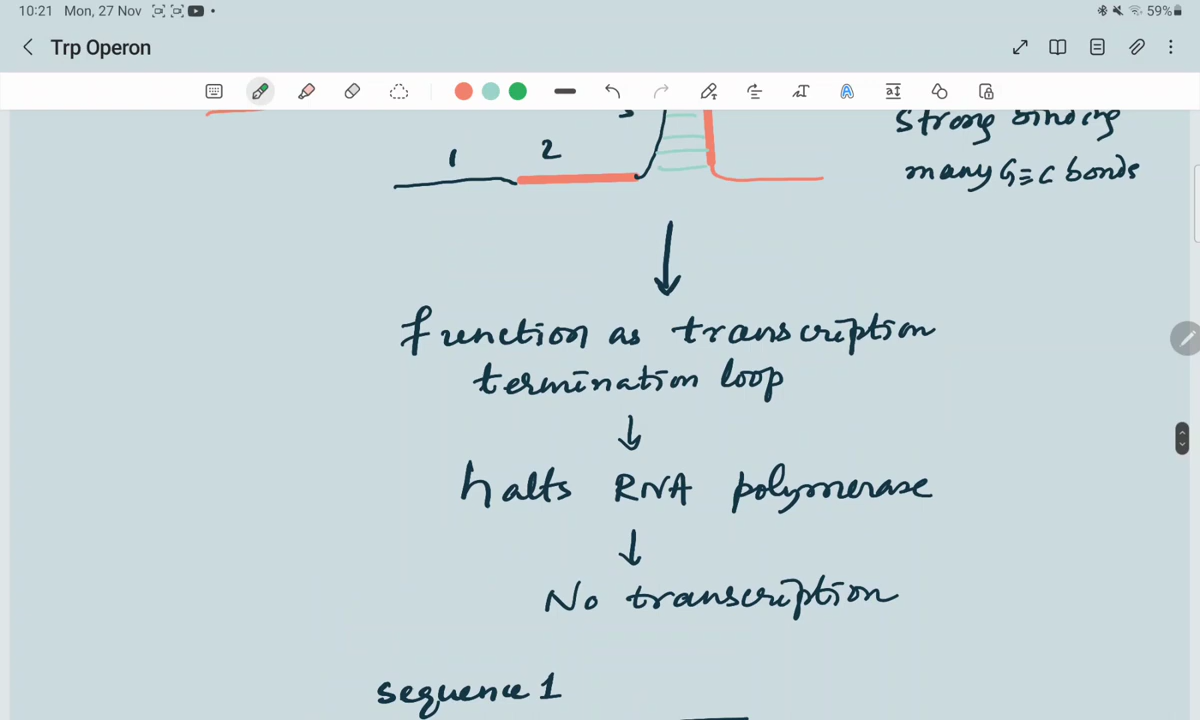 10:21 Mon, 27 Nov 59%
Trp Operon
3
Strong binding
1 2
many G≡C bonds
function as transcription
termination loop
halts RNA polymerase
No transcription
sequence 1